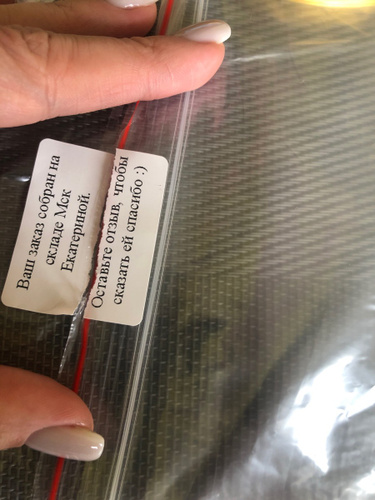 Ваш заказ собран на
складе Мск
Екатериной.
Оставьте отзыв, чтобы
сказать ей спасибо :)